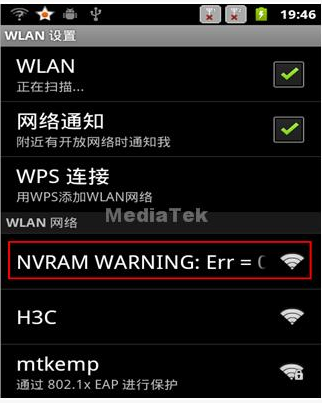 19:46
WLAN 设置
WLAN
正在扫描...
网络通知
附近有开放网络时通知我
WPS 连接
用WPS添加WLAN网络
MediaTek
WLAN 网络
NVRAM WARNING: Err =
H3C
mtkemp
通过 802.1x EAP 进行保护